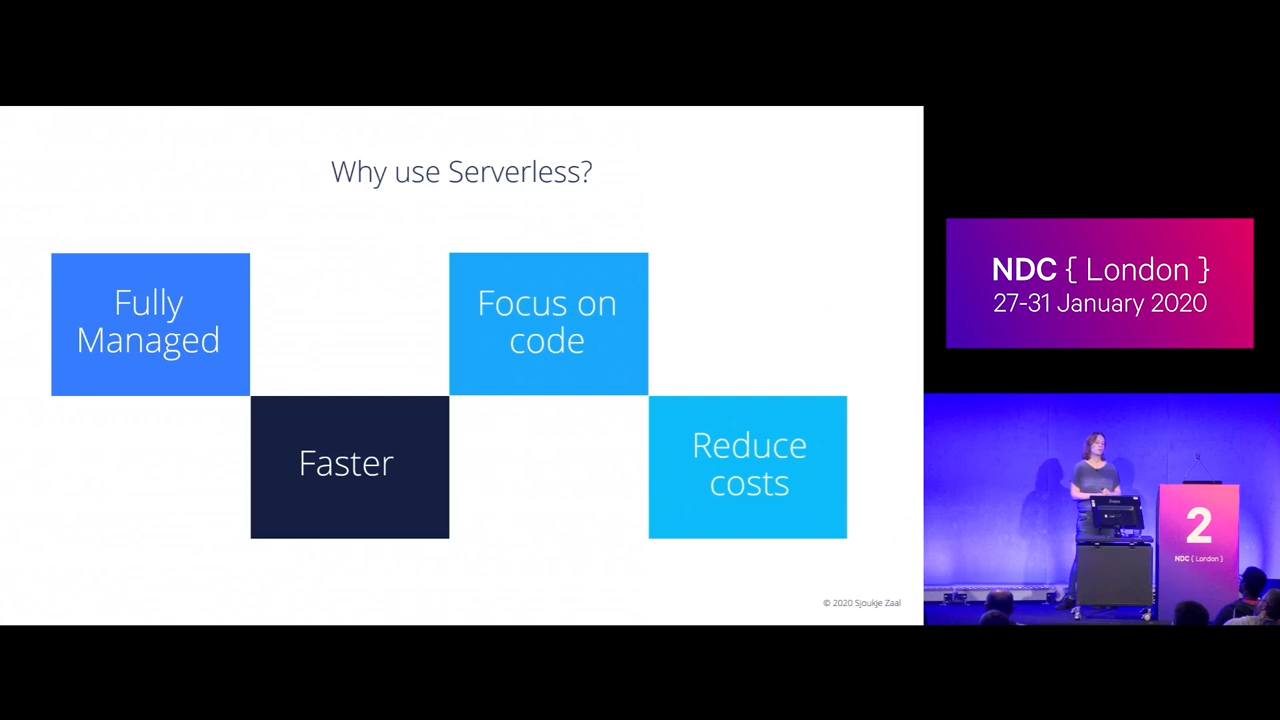 Why use Serverless?
Fully
Managed
Faster
Focus on
code
Reduce
costs
© 2020 Sjoukje Zaal
NDC { London }
27-31 January 2020
2
NDC { London }